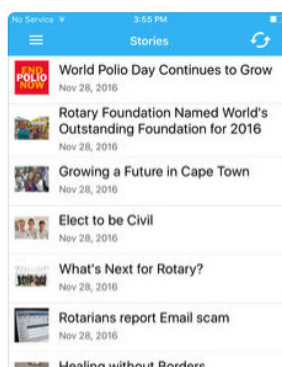 No Service 3:55 PM
Stories
END
POLIO
NOW
World Polio Day Continues to Grow
Nov 28, 2016
Rotary Foundation Named World's
Outstanding Foundation for 2016
Nov 28, 2016
Growing a Future in Cape Town
Nov 28, 2016
Elect to be Civil
Nov 28, 2016
What's Next for Rotary?
Nov 28, 2016
Rotarians report Email scam
Nov 28, 2016
Healing without Borders